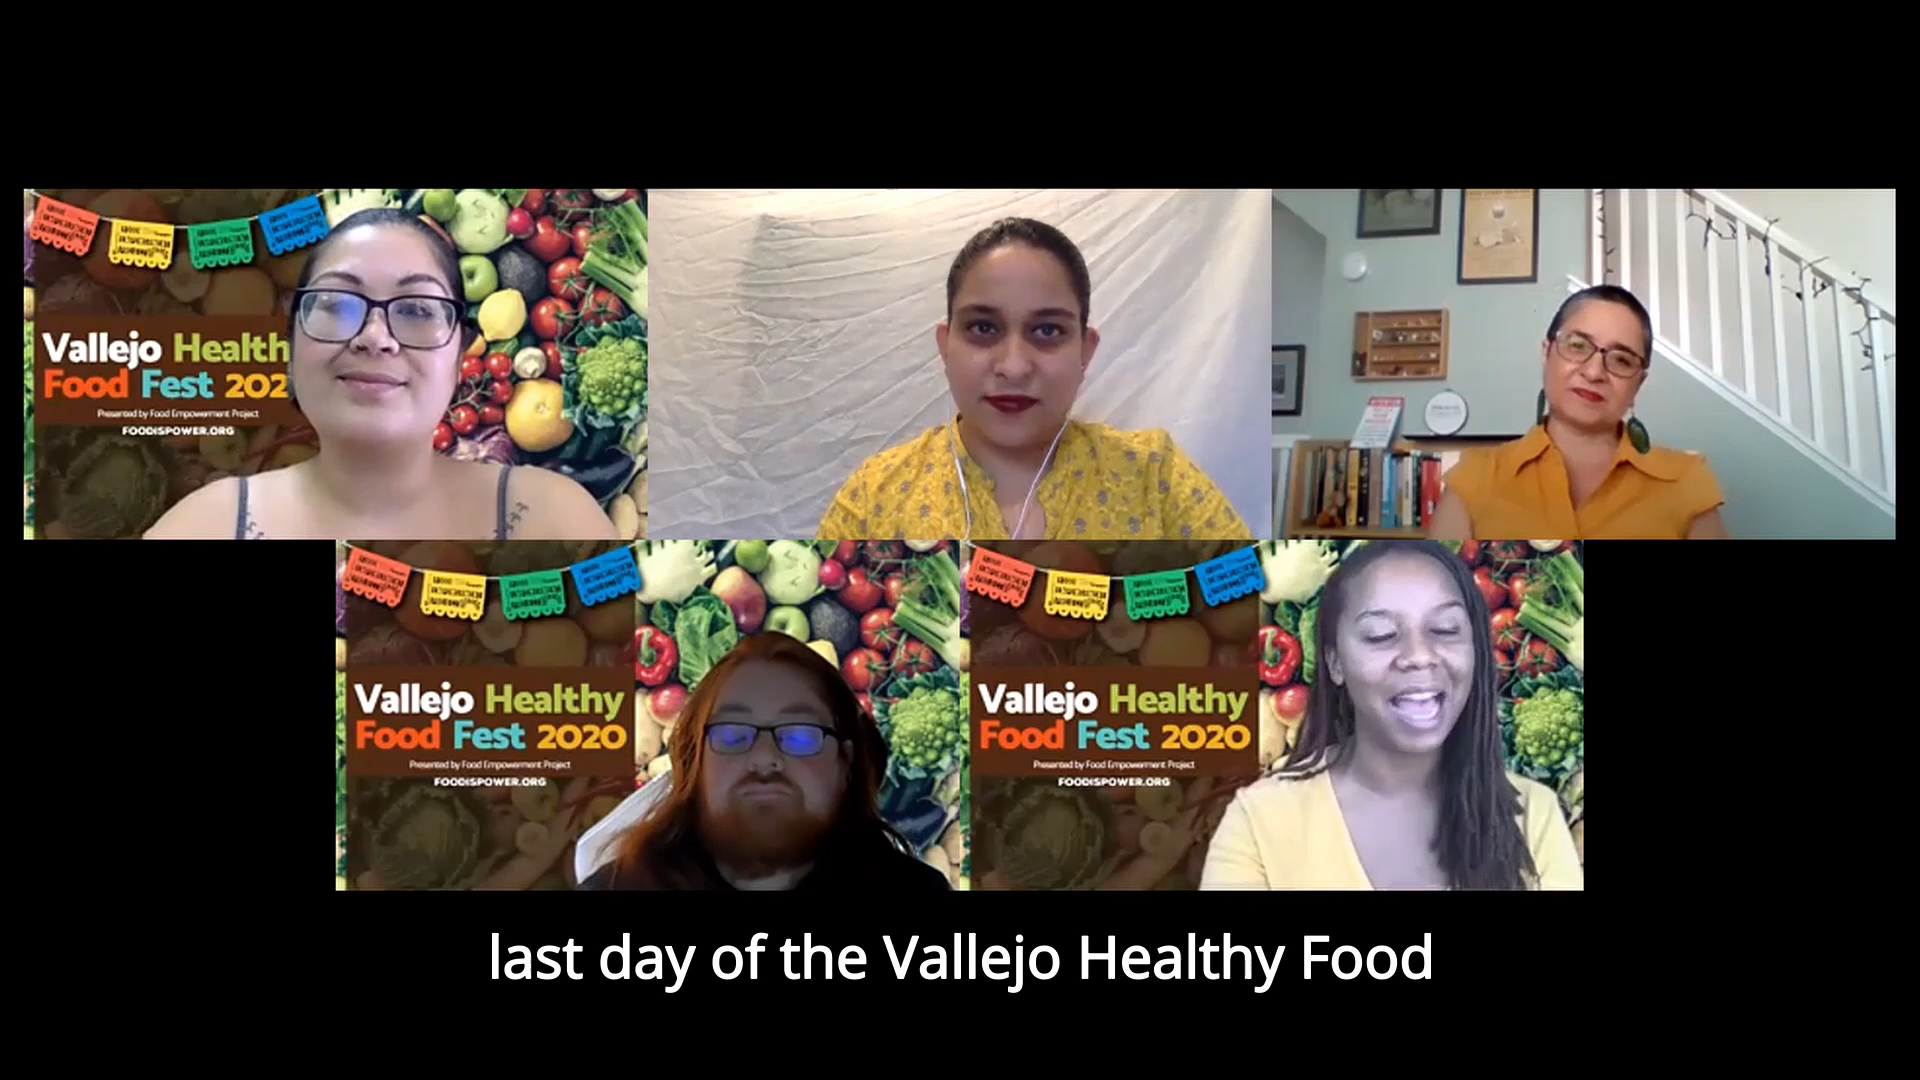 Vallejo Health
Food Fest 202
Presented by Food Empowerment Project
FOODISPOWER.ORG
Vallejo Healthy
Food Fest 2020
Presented by Food Empowerment Project
FOODISPOWER.ORG
Vallejo Healthy
Food Fest 2020
Presented by Food Empowerment Project
FOODISPOWER.ORG
last day of the Vallejo Healthy Food